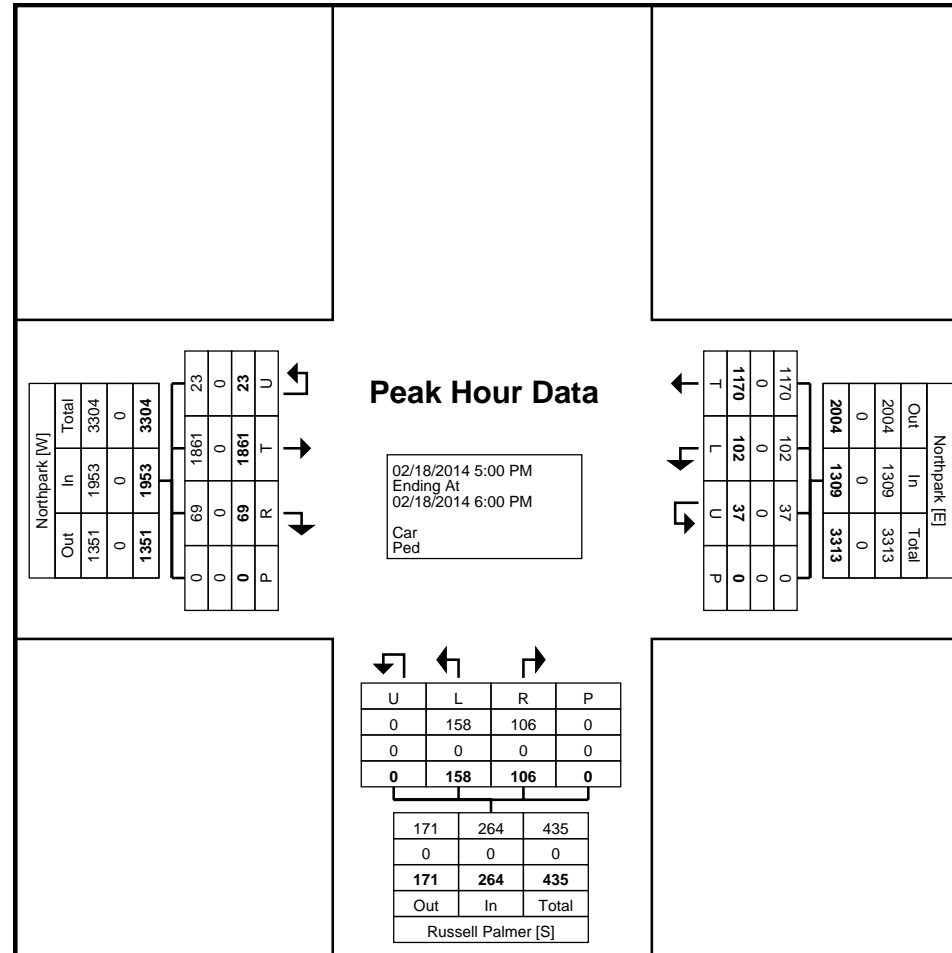 Peak Hour Data
02/18/2014 5:00 PM
Ending At
02/18/2014 6:00 PM
Car
Ped
Northpark [W]
Total In Out
3304 1953 1351
0 0 0
3304 1953 1351
23 1861 69 0
0 0 0 0
23 1861 69 0
U T R P
Northpark [E]
Out In Total
2004 1309 3313
0 0 0
2004 1309 3313
1170 102 37 0
0 0 0 0
1170 102 37 0
T L U P
U L R P
0 158 106 0
0 0 0 0
0 158 106 0
171 264 435
0 0 0
171 264 435
Out In Total
Russell Palmer [S]